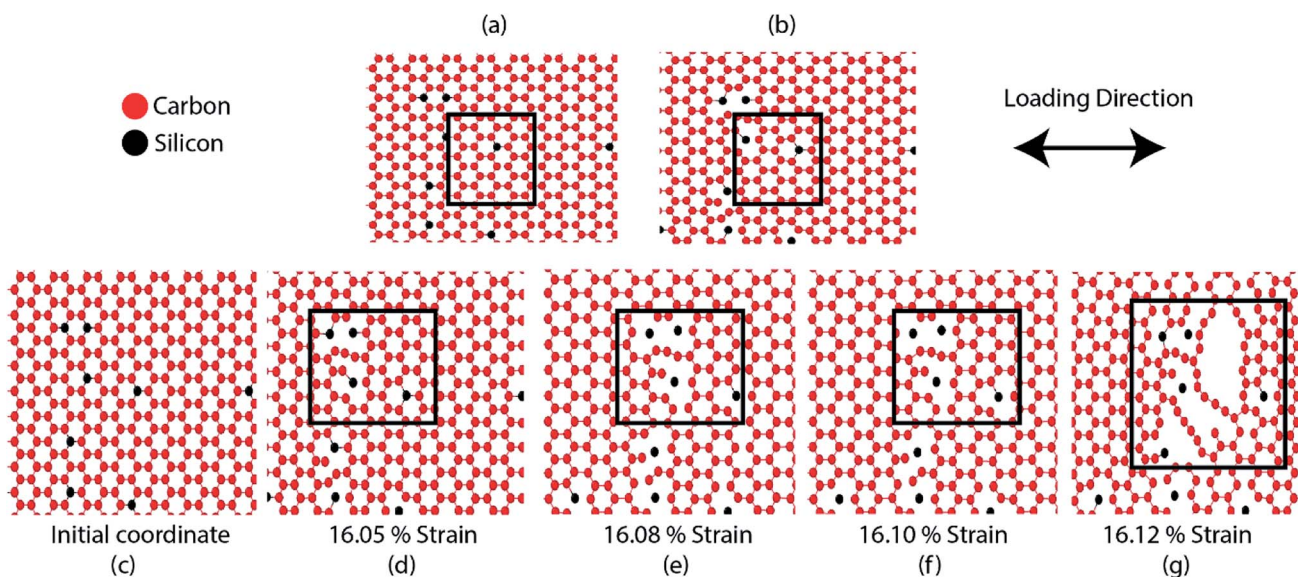 (a)
(b)
Carbon
Silicon
Loading Direction
Initial coordinate
16.05 % Strain
16.08 % Strain
16.10 % Strain
16.12 % Strain
(c)
(d)
(e)
(f)
(g)